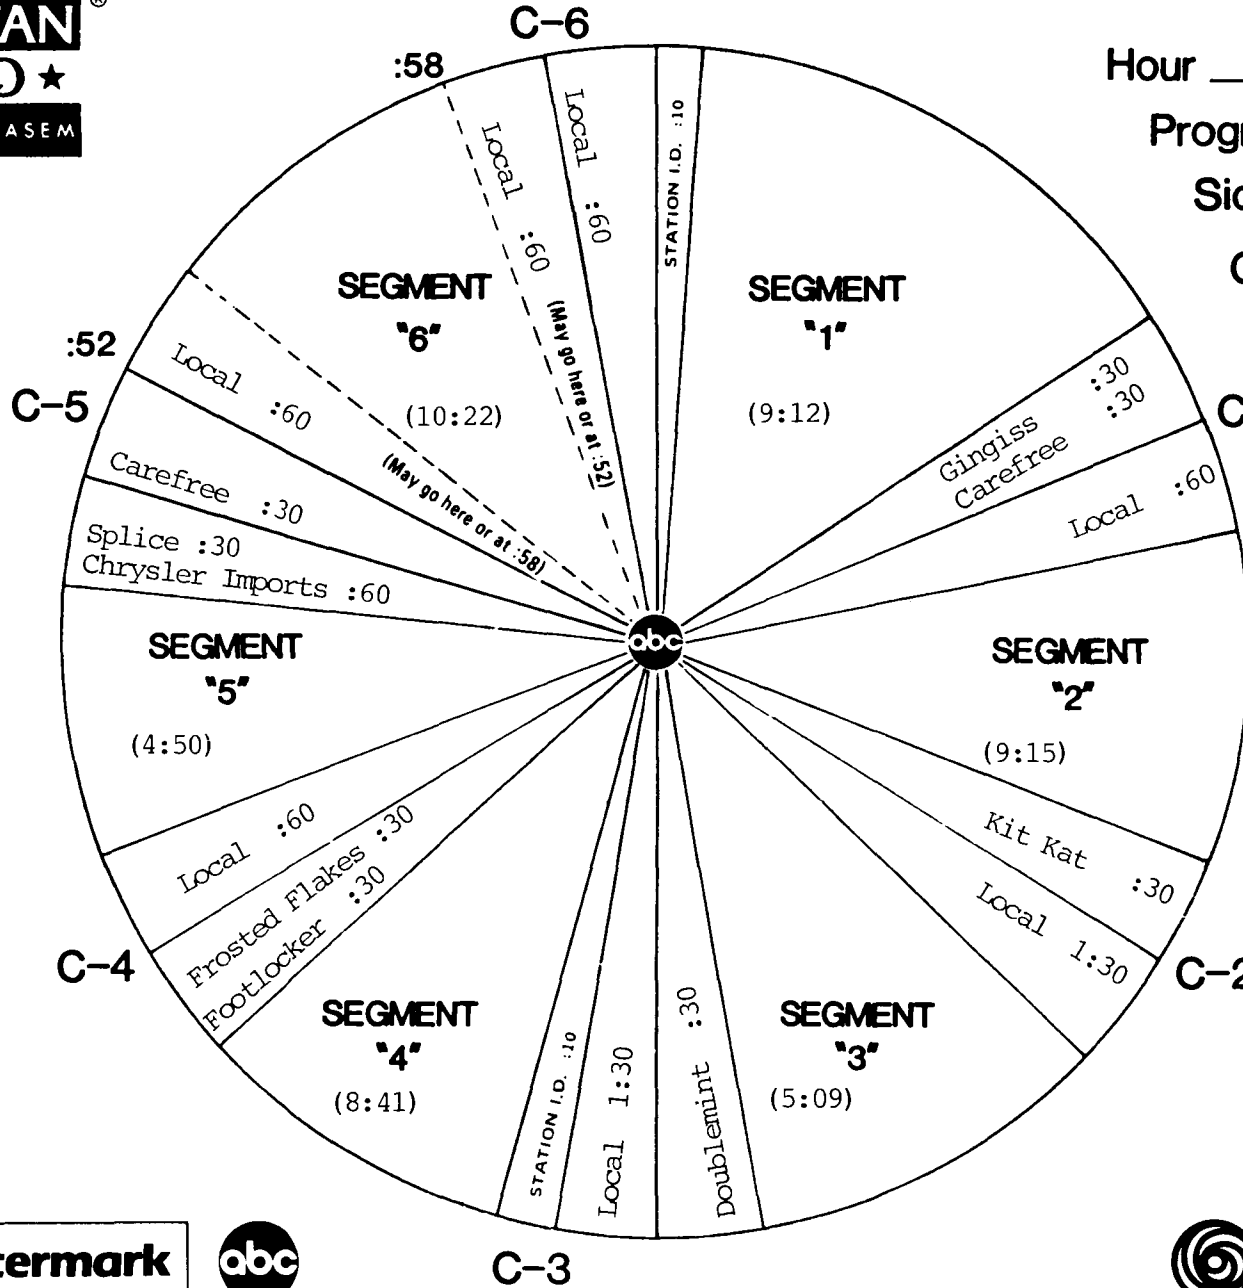 ASEM
C-6
:58
Hour
Local :60
Local :60
(May go here or at :52)
STATION I.D. :10
SEGMENT
"6"
(10:22)
SEGMENT
"1"
(9:12)
:52
C-5
Local :60
(May go here or at :58)
Carefree :30
Splice :30
Chrysler Imports :60
Gingiss :30
Carefree :30
Local :60
abc
SEGMENT
"5"
(4:50)
SEGMENT
"2"
(9:15)
Local :60
Frosted Flakes :30
Footlocker :30
C-4
Kit Kat :30
Local 1:30
C-2
SEGMENT
"4"
(8:41)
STATION I.D. :10
Local 1:30
Doublemint :30
SEGMENT
"3"
(5:09)
C-3
termark
abc